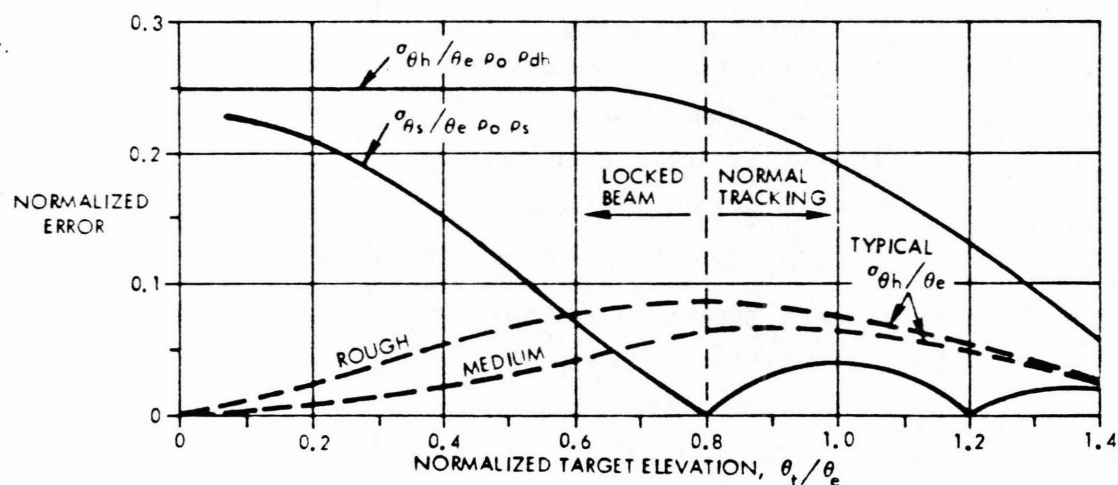 0.3
σθh/θe ρo ρdh
σθs/θe ρo ρs
0.2
LOCKED BEAM
NORMAL TRACKING
NORMALIZED ERROR
TYPICAL
σθh/θe
0.1
ROUGH
MEDIUM
0
0 0.2 0.4 0.6 0.8 1.0 1.2 1.4
NORMALIZED TARGET ELEVATION, θt/θe